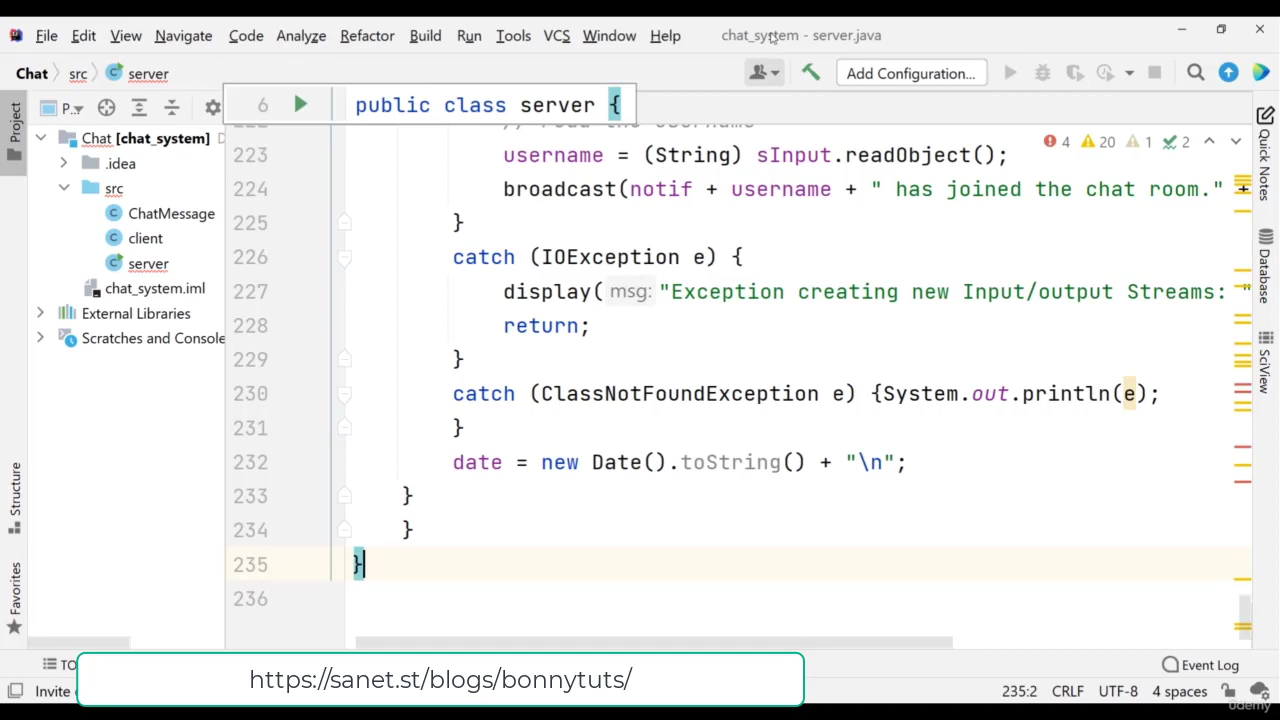 File Edit View Navigate Code Analyze Refactor Build Run Tools VCS Window Help chat_system - server.java
Chat src server Add Configuration...
P..
6 public class server {
Project
Chat [chat_system]
.idea
src
ChatMessage
client
server
chat_system.iml
External Libraries
Scratches and Console
4 20 1 2
223 username = (String) sInput.readObject();
224 broadcast(notif + username + " has joined the chat room." +
225 }
226 catch (IOException e) {
227 display( msg: "Exception creating new Input/output Streams: "
228 return;
229 }
230 catch (ClassNotFoundException e) {System.out.println(e);
231 }
232 date = new Date().toString() + "\n";
233 }
234 }
235 }
236
Quick Notes
Database
SciView
Structure
Favorites
TO
Event Log
https://sanet.st/blogs/bonnytuts/
Invite
235:2 CRLF UTF-8 4 spaces
udemy